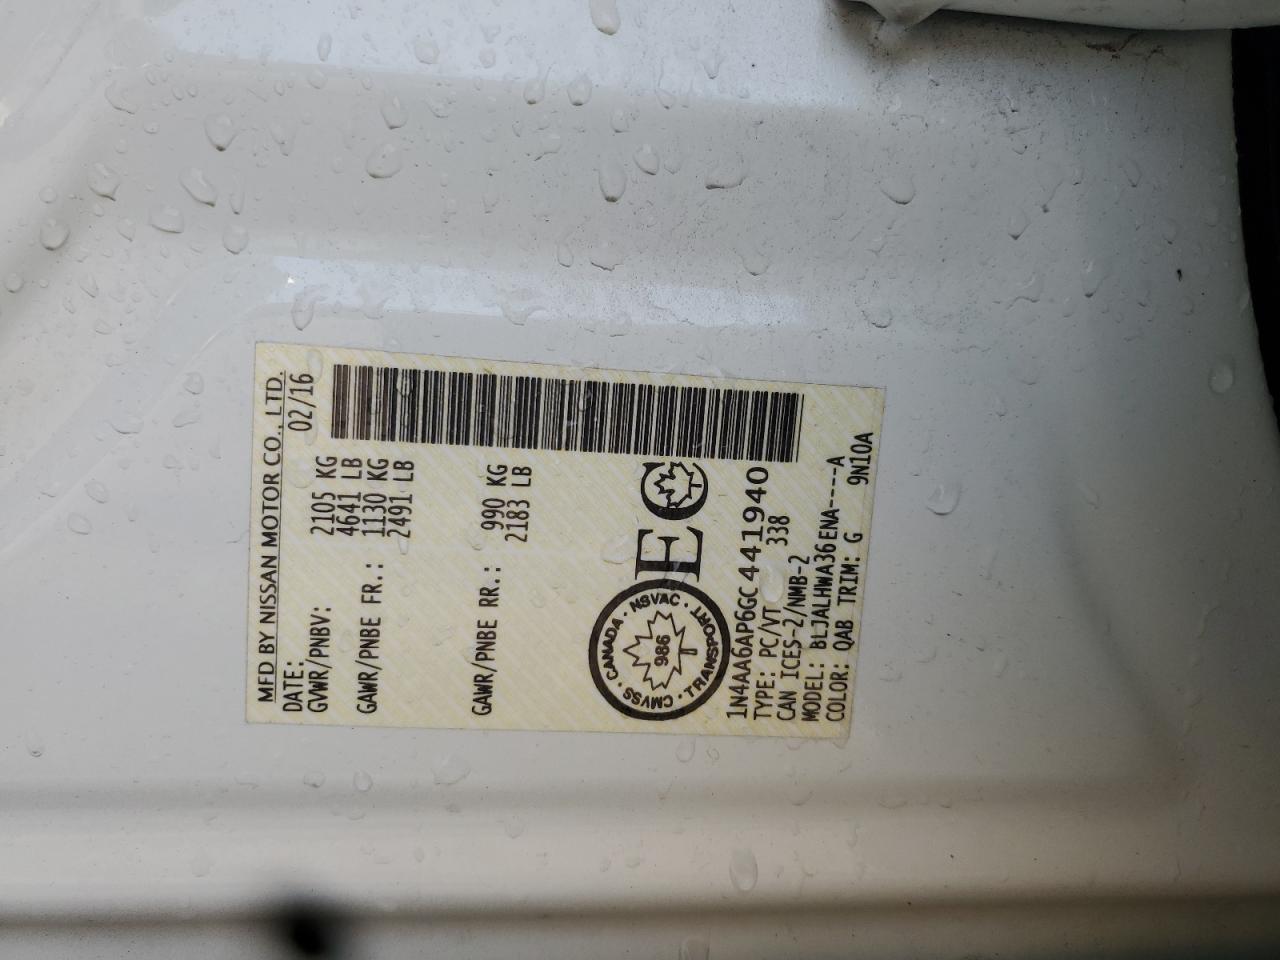 MFD BY NISSAN MOTOR CO., LTD.
DATE: 02/16
GVWR/PNBV: 2105 KG
4641 LB
GAWR/PNBE FR.: 1130 KG
2491 LB
GAWR/PNBE RR.: 990 KG
2183 LB
CANADA · NSVAC · TRANSPORT · CMVSS ·
986
EC
1N4AA6AP6GC441940
TYPE: PC/VT 338
CAN ICES-2/NMB-2
MODEL: BLJALHWA36ENA----A
COLOR: QAB TRIM: G 9N10A